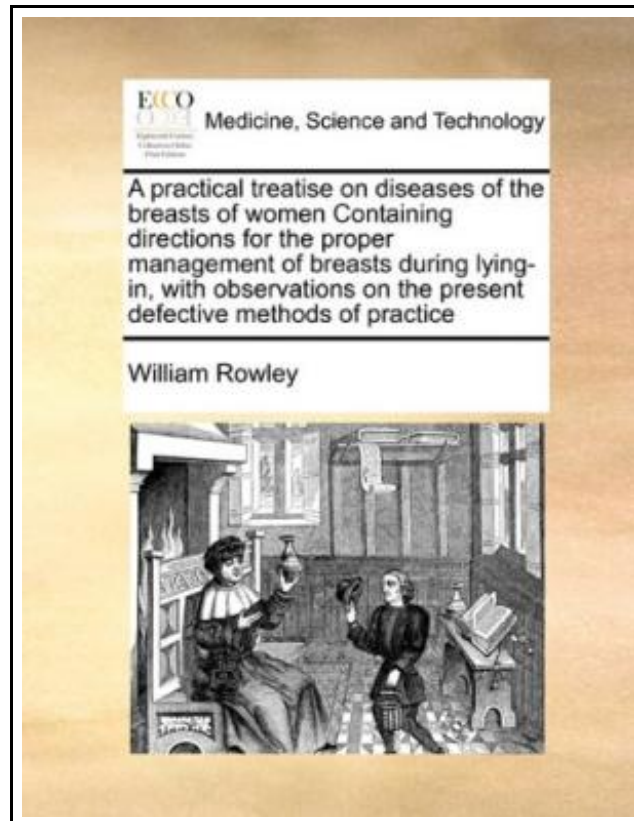 ECCO
Medicine, Science and Technology
A practical treatise on diseases of the
breasts of women Containing
directions for the proper
management of breasts during lying-
in, with observations on the present
defective methods of practice
William Rowley